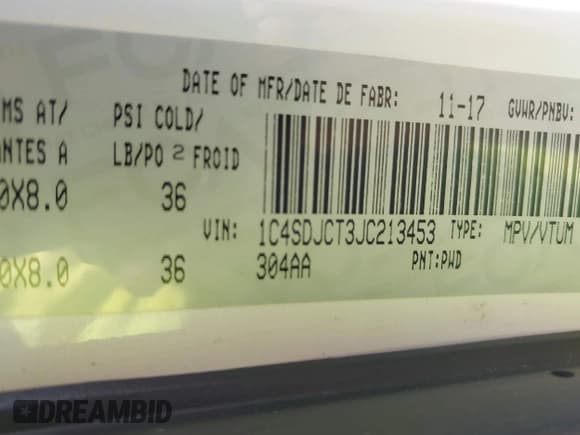 DATE OF MFR/DATE DE FABR: 11-17 GVWR/PNBV:
MS AT/ PSI COLD/
ANTES A LB/PO 2 FROID
0X8.0 36
VIN: 1C4SDJCT3JC213453 TYPE: MPV/VTUM
0X8.0 36 304AA PNT:PWD
DREAMBID